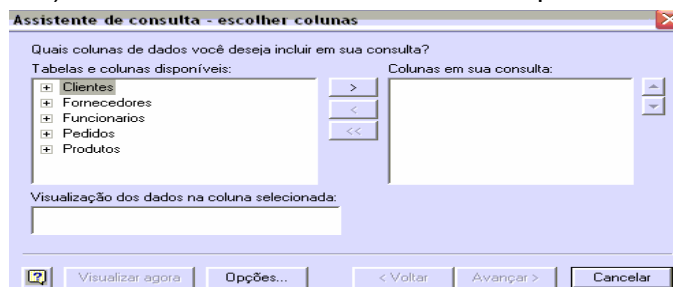 Assistente de consulta - escolher colunas
Quais colunas de dados você deseja incluir em sua consulta?
Tabelas e colunas disponíveis: Colunas em sua consulta:
Clientes >
Fornecedores <
Funcionarios <<
Pedidos
Produtos
Visualização dos dados na coluna selecionada:
Visualizar agora Opções... < Voltar Avançar > Cancelar